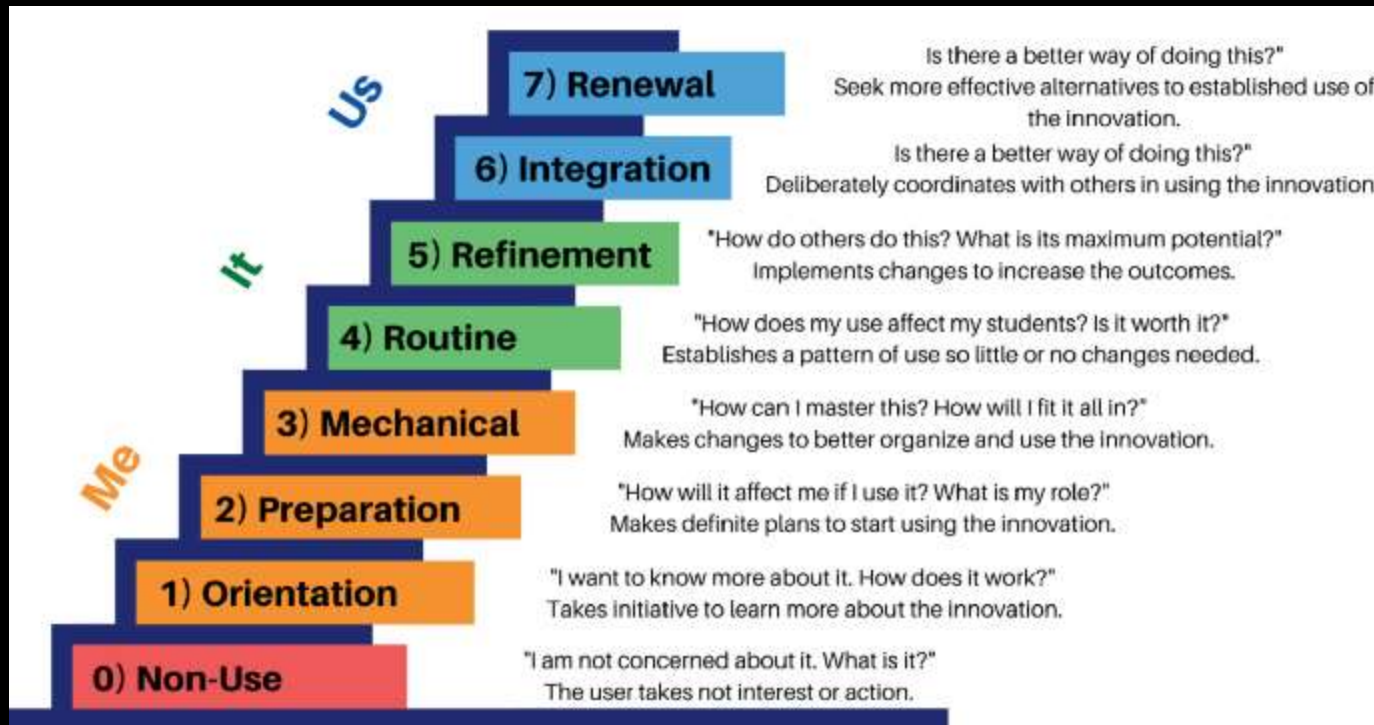 Us
7) Renewal
Is there a better way of doing this?"
Seek more effective alternatives to established use of
the innovation.
6) Integration
Is there a better way of doing this?"
Deliberately coordinates with others in using the innovation
It
5) Refinement
"How do others do this? What is its maximum potential?"
Implements changes to increase the outcomes.
4) Routine
"How does my use affect my students? Is it worth it?"
Establishes a pattern of use so little or no changes needed.
Me
3) Mechanical
"How can I master this? How will I fit it all in?"
Makes changes to better organize and use the innovation.
2) Preparation
"How will it affect me if I use it? What is my role?"
Makes definite plans to start using the innovation.
1) Orientation
"I want to know more about it. How does it work?"
Takes initiative to learn more about the innovation.
0) Non-Use
"I am not concerned about it. What is it?"
The user takes not interest or action.